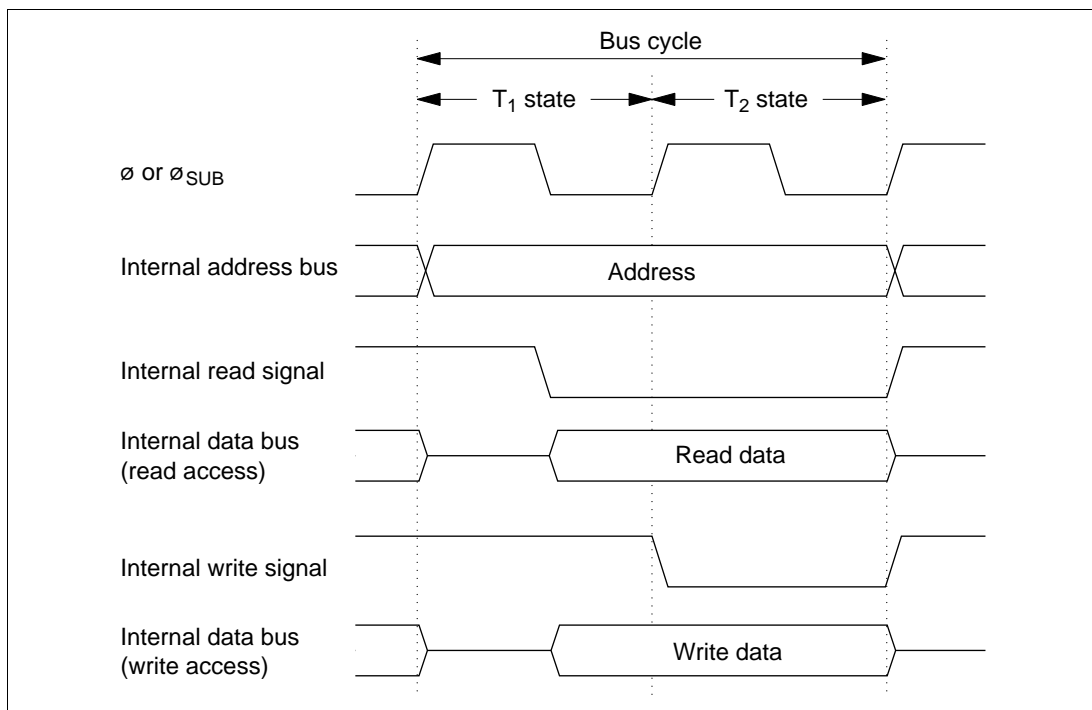 Bus cycle
T₁ state
T₂ state
ø or ø_SUB
Internal address bus
Address
Internal read signal
Internal data bus
(read access)
Read data
Internal write signal
Internal data bus
(write access)
Write data